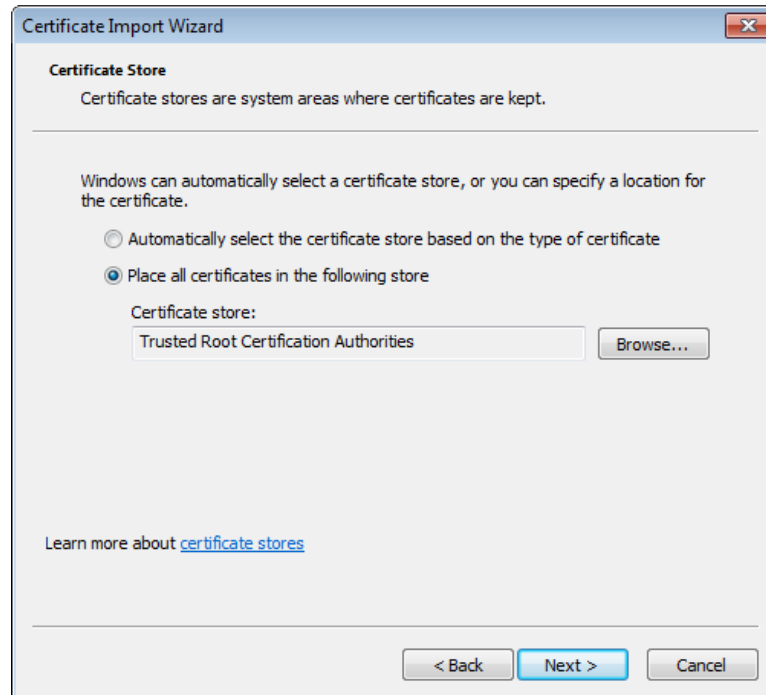 Certificate Import Wizard
Certificate Store
Certificate stores are system areas where certificates are kept.
Windows can automatically select a certificate store, or you can specify a location for
the certificate.
Automatically select the certificate store based on the type of certificate
Place all certificates in the following store
Certificate store:
Trusted Root Certification Authorities
Browse...
Learn more about certificate stores
< Back
Next >
Cancel